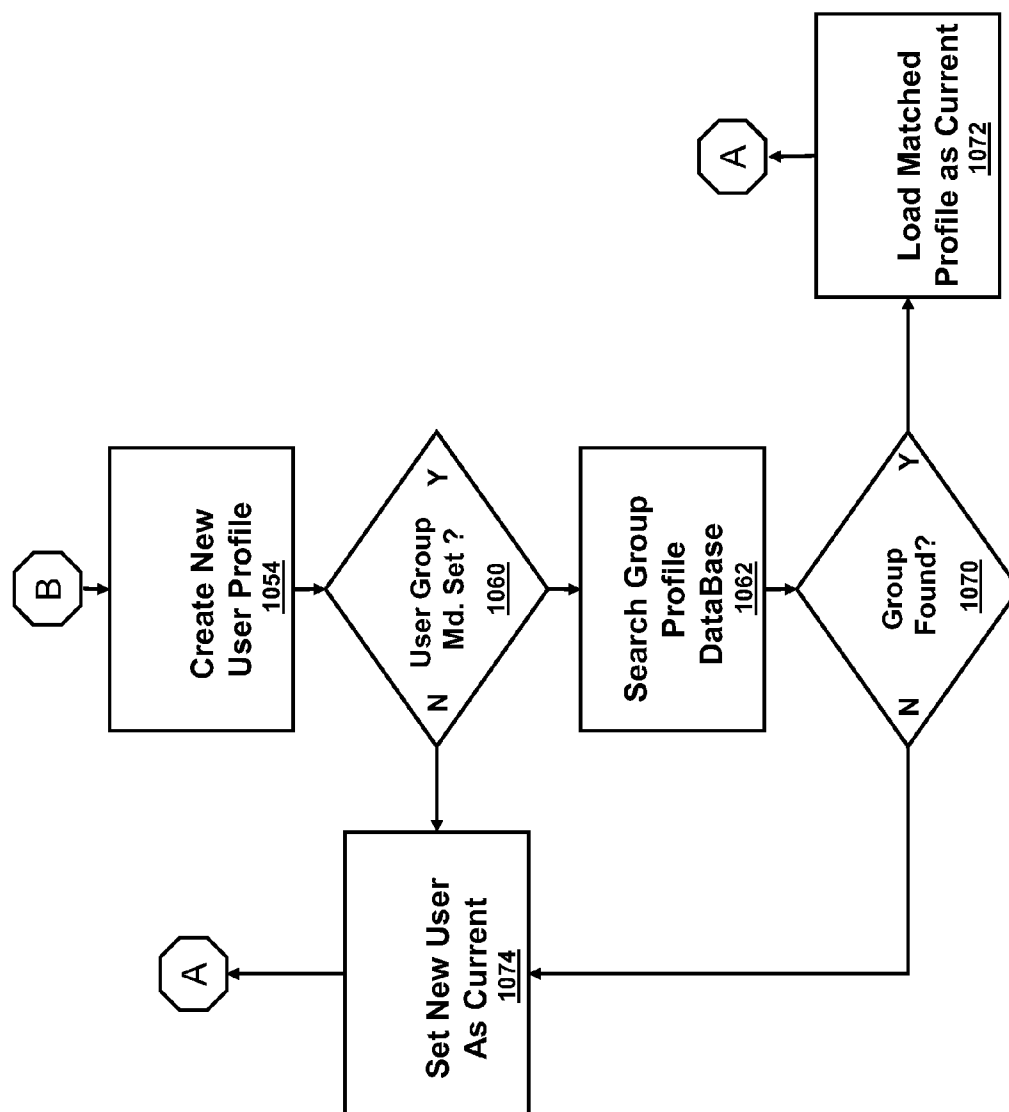 B
Create New
User Profile
1054
User Group
Md. Set ?
1060
N
Y
Set New User
As Current
1074
A
Search Group
Profile
DataBase
1062
Group
Found?
1070
N
Y
Load Matched
Profile as Current
1072
A